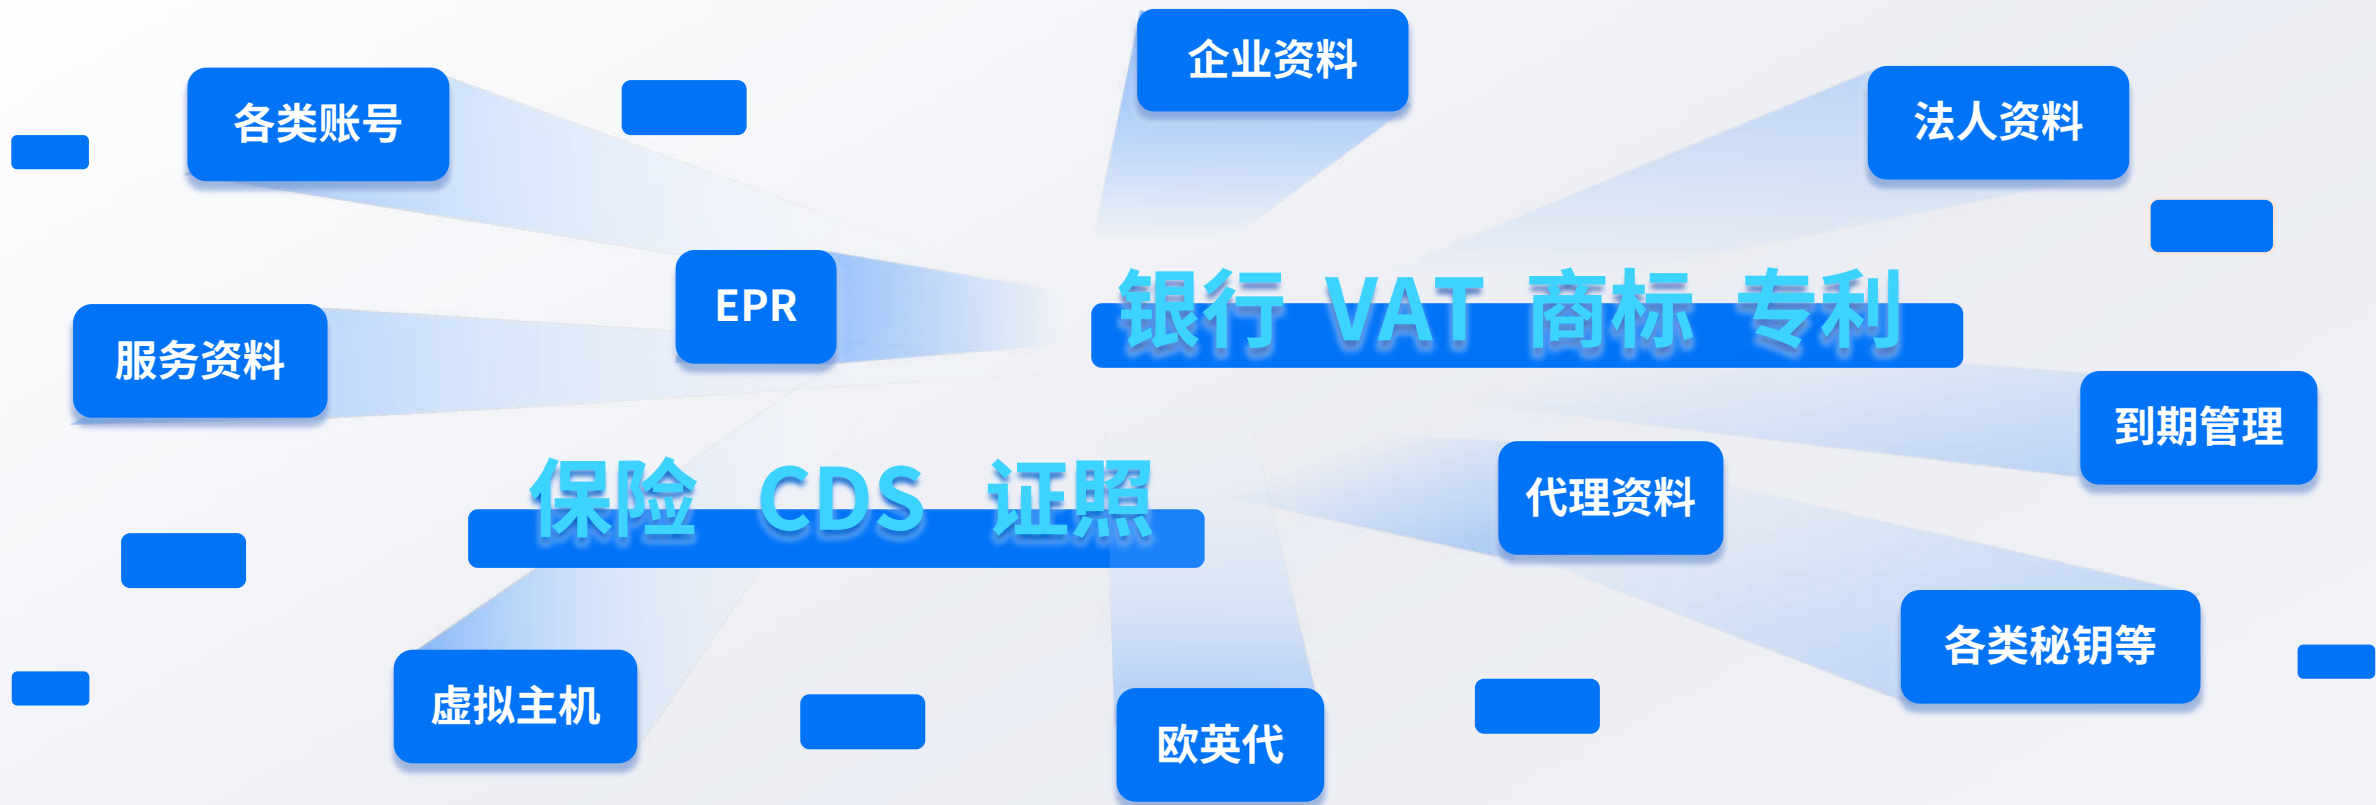 企业资料
各类账号
法人资料
EPR
银行 VAT 商标 专利
服务资料
到期管理
保险 CDS 证照
代理资料
各类秘钥等
虚拟主机
欧英代